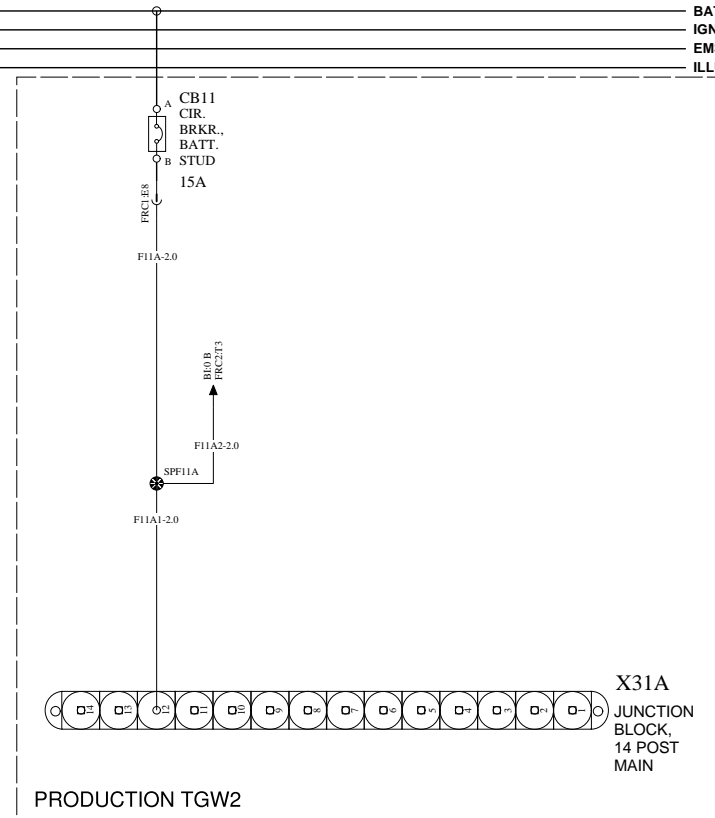 BAT
IGN
EM
ILL
A
CB11
CIR.
BRKR.,
BATT.
STUD
B
15A
FRC1:E8
F11A-2.0
BI:0 B
FRC2:T3
F11A2-2.0
SPF11A
F11A1-2.0
X31A
JUNCTION
BLOCK,
14 POST
MAIN
14 13 12 11 10 9 8 7 6 5 4 3 2 1
PRODUCTION TGW2